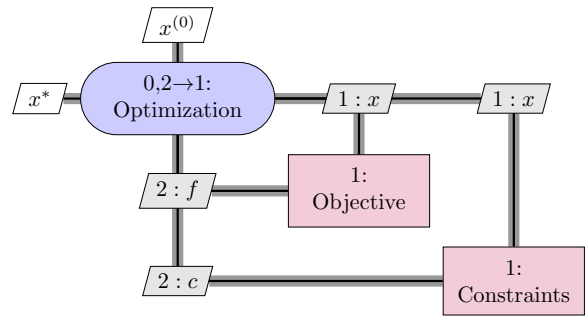 x^(0)
x*
0,2→1:
Optimization
1 : x
1 : x
2 : f
1:
Objective
2 : c
1:
Constraints